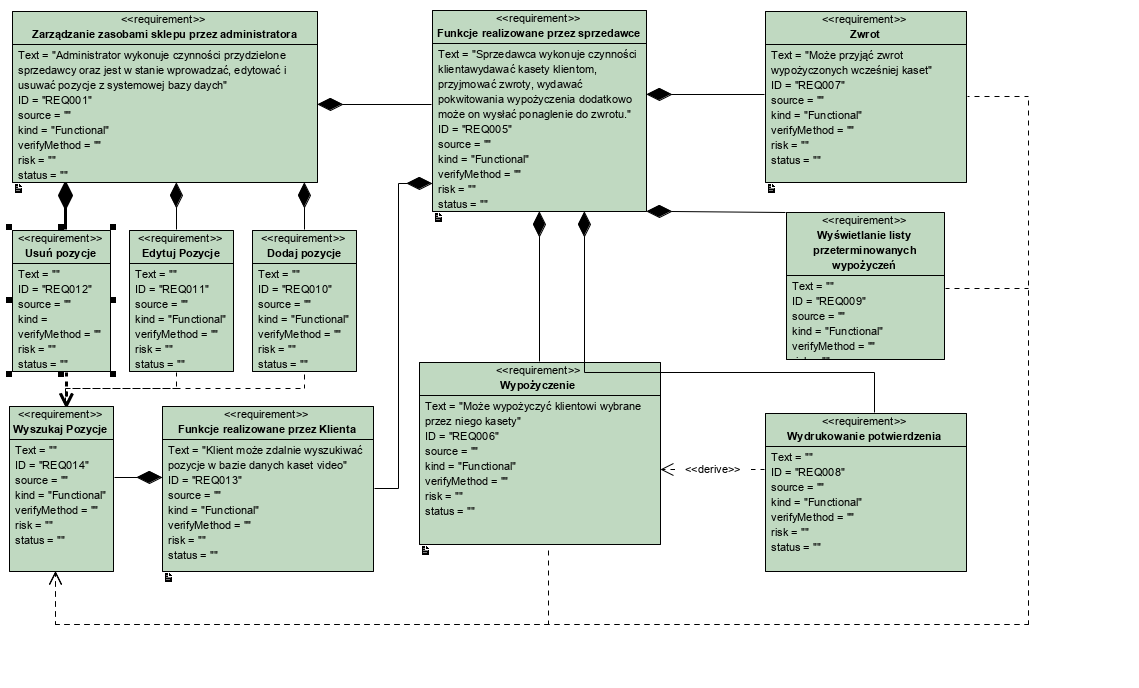 <<requirement>>
Zarządzanie zasobami sklepu przez administratora
Text = "Administrator wykonuje czynności przydzielone
sprzedawcy oraz jest w stanie wprowadzać, edytować i
usuwać pozycje z systemowej bazy daych"
ID = "REQ001"
source = ""
kind = "Functional"
verifyMethod = ""
risk = ""
status = ""
<<requirement>>
Funkcje realizowane przez sprzedawce
Text = "Sprzedawca wykonuje czynności
klientawydawać kasety klientom,
przyjmować zwroty, wydawać
pokwitowania wypożyczenia dodatkowo
może on wysłać ponaglenie do zwrotu."
ID = "REQ005"
source = ""
kind = "Functional"
verifyMethod = ""
risk = ""
status = ""
<<requirement>>
Zwrot
Text = "Może przyjąć zwrot
wypożyczonych wcześniej kaset"
ID = "REQ007"
source = ""
kind = "Functional"
verifyMethod = ""
risk = ""
status = ""
<<requirement>>
Usuń pozycje
Text = ""
ID = "REQ012"
source = ""
kind =
verifyMethod = ""
risk = ""
status = ""
<<requirement>>
Edytuj Pozycje
Text = ""
ID = "REQ011"
source = ""
kind = "Functional"
verifyMethod = ""
risk = ""
status = ""
<<requirement>>
Dodaj pozycje
Text = ""
ID = "REQ010"
source = ""
kind = "Functional"
verifyMethod = ""
risk = ""
status = ""
<<requirement>>
Wyświetlanie listy
przeterminowanych
wypożyczeń
Text = ""
ID = "REQ009"
source = ""
kind = "Functional"
verifyMethod = ""
<<requirement>>
Wyszukaj Pozycje
Text = ""
ID = "REQ014"
source = ""
kind = "Functional"
verifyMethod = ""
risk = ""
status = ""
<<requirement>>
Funkcje realizowane przez Klienta
Text = "Klient może zdalnie wyszukiwać
pozycje w bazie danych kaset video"
ID = "REQ013"
source = ""
kind = "Functional"
verifyMethod = ""
risk = ""
status = ""
<<requirement>>
Wypożyczenie
Text = "Może wypożyczyć klientowi wybrane
przez niego kasety"
ID = "REQ006"
source = ""
kind = "Functional"
verifyMethod = ""
risk = ""
status = ""
<<derive>>
<<requirement>>
Wydrukowanie potwierdzenia
Text = ""
ID = "REQ008"
source = ""
kind = "Functional"
verifyMethod = ""
risk = ""
status = ""